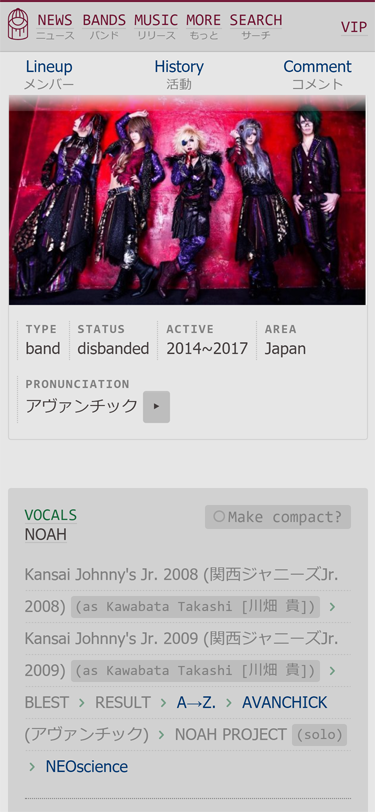 NEWS BANDS MUSIC MORE SEARCH
ニュース バンド リリース もっと サーチ
VIP
Lineup History Comment
メンバー 活動 コメント
TYPE STATUS ACTIVE AREA
band disbanded 2014~2017 Japan
PRONUNCIATION
アヴァンチック
VOCALS Make compact?
NOAH
Kansai Johnny's Jr. 2008 (関西ジャニーズJr.
2008) (as Kawabata Takashi [川畑 貴]) ›
Kansai Johnny's Jr. 2009 (関西ジャニーズJr.
2009) (as Kawabata Takashi [川畑 貴]) ›
BLEST › RESULT › A→Z. › AVANCHICK
(アヴァンチック) › NOAH PROJECT (solo)
› NEOscience